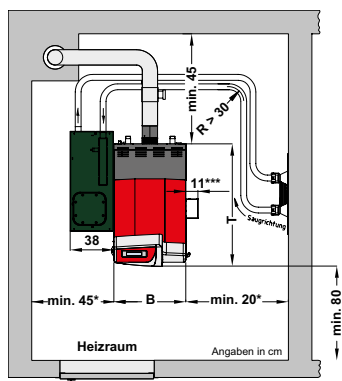 min. 45
R > 30
11***
T
Saugrichtung
38
min. 45*
B
min. 20*
min. 80
Heizraum
Angaben in cm